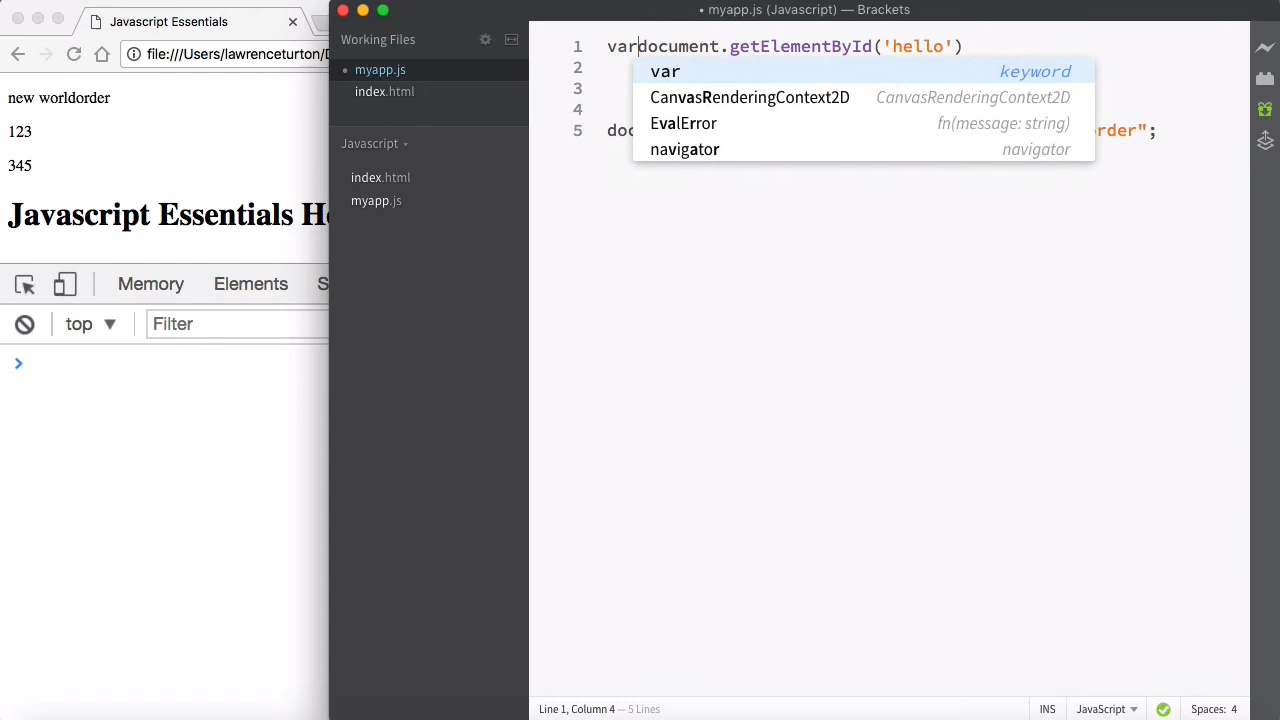 Javascript Essentials
file:///Users/lawrenceturton/D
new worldorder
123
345
Javascript Essentials
Memory Elements
top Filter
>
• myapp.js (Javascript) — Brackets
Working Files
• myapp.js
index.html
Javascript
index.html
myapp.js
1 vardocument.getElementById('hello')
2
3
4
5 rder";
var keyword
CanvasRenderingContext2D CanvasRenderingContext2D
EvalError fn(message: string)
navigator navigator
Line 1, Column 4 — 5 Lines
INS JavaScript Spaces: 4